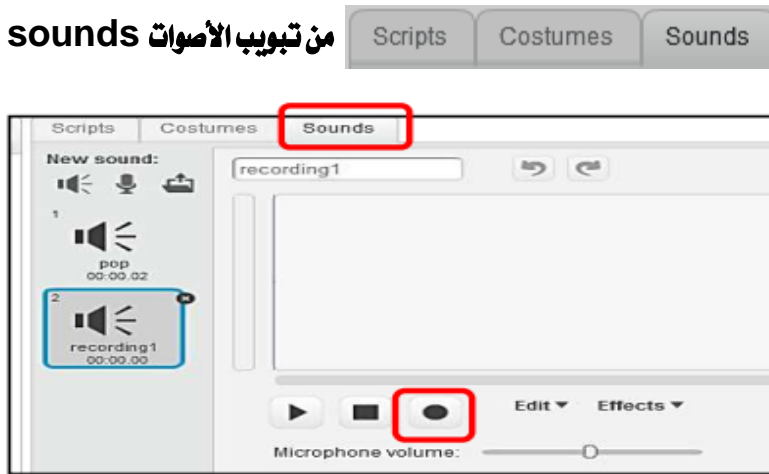 من تبويب الأصوات sounds
Scripts Costumes Sounds
Scripts Costumes Sounds
New sound:
recording1
1
pop
00:00.02
2
recording1
00:00.00
Edit Effects
Microphone volume: